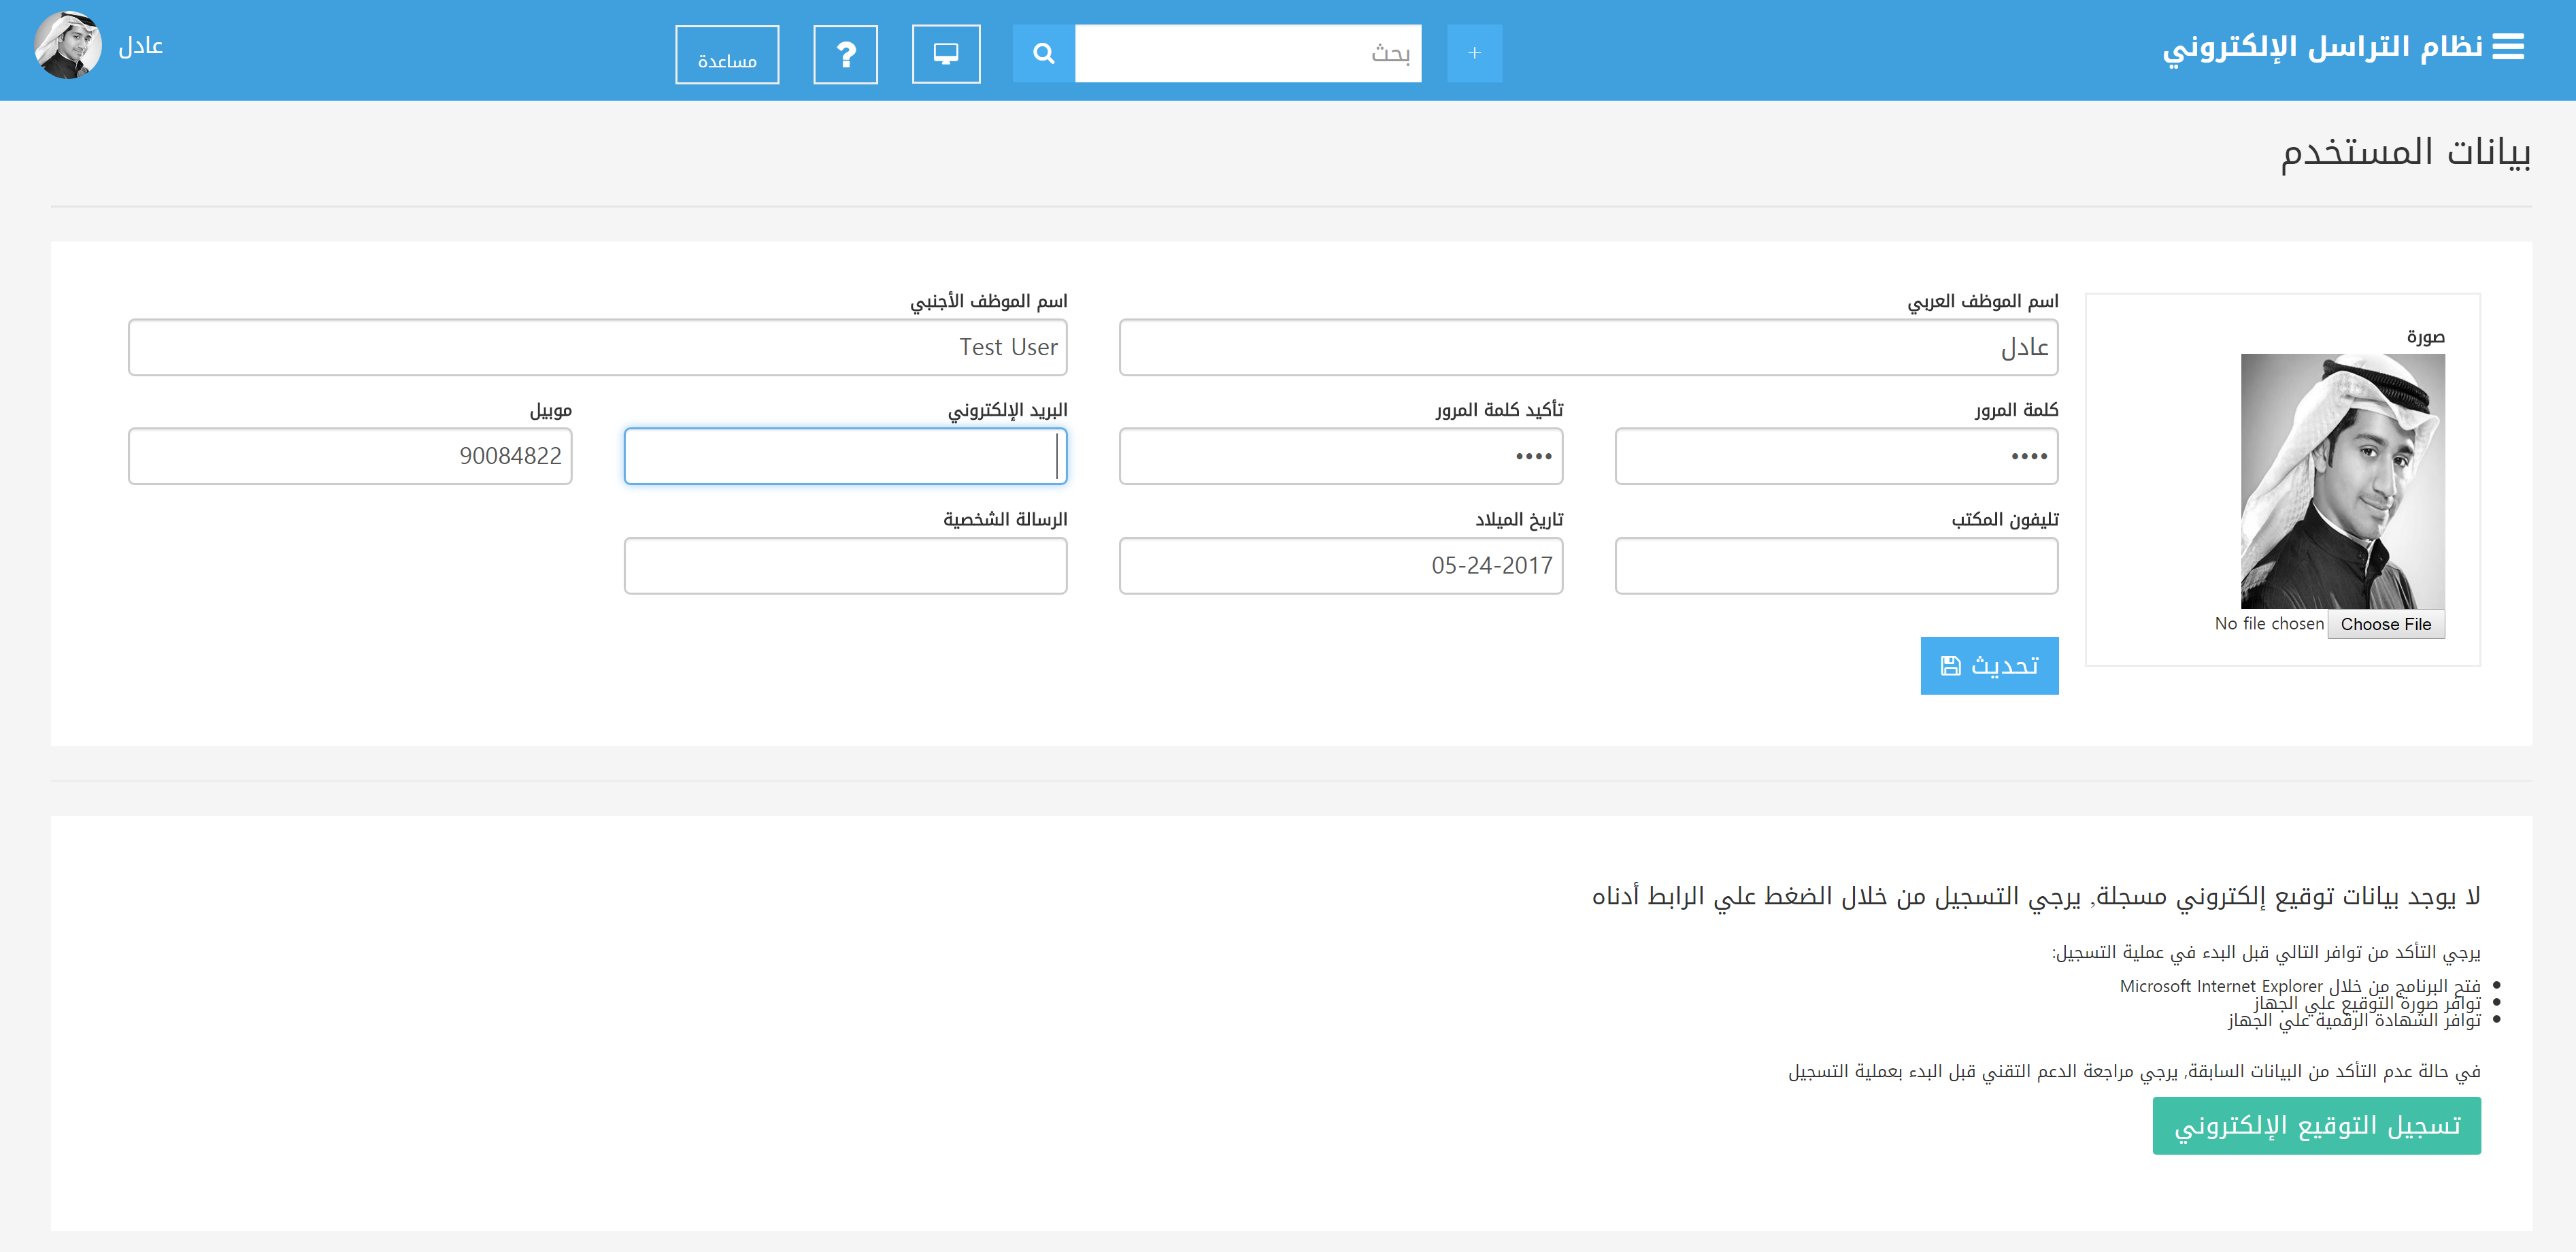 نظام التراسل الإلكتروني
+
بحث
?
مساعدة
عادل
بيانات المستخدم
صورة
No file chosen Choose File
اسم الموظف العربي
عادل
اسم الموظف الأجنبي
Test User
كلمة المرور
••••
تأكيد كلمة المرور
••••
البريد الإلكتروني
موبيل
90084822
تليفون المكتب
تاريخ الميلاد
05-24-2017
الرسالة الشخصية
تحديث
لا يوجد بيانات توقيع إلكتروني مسجلة, يرجي التسجيل من خلال الضغط علي الرابط أدناه
يرجي التأكد من توافر التالي قبل البدء في عملية التسجيل:
• فتح البرنامج من خلال Microsoft Internet Explorer
• توافر صورة التوقيع علي الجهاز
• توافر الشهادة الرقمية علي الجهاز
في حالة عدم التأكد من البيانات السابقة, يرجي مراجعة الدعم التقني قبل البدء بعملية التسجيل
تسجيل التوقيع الإلكتروني